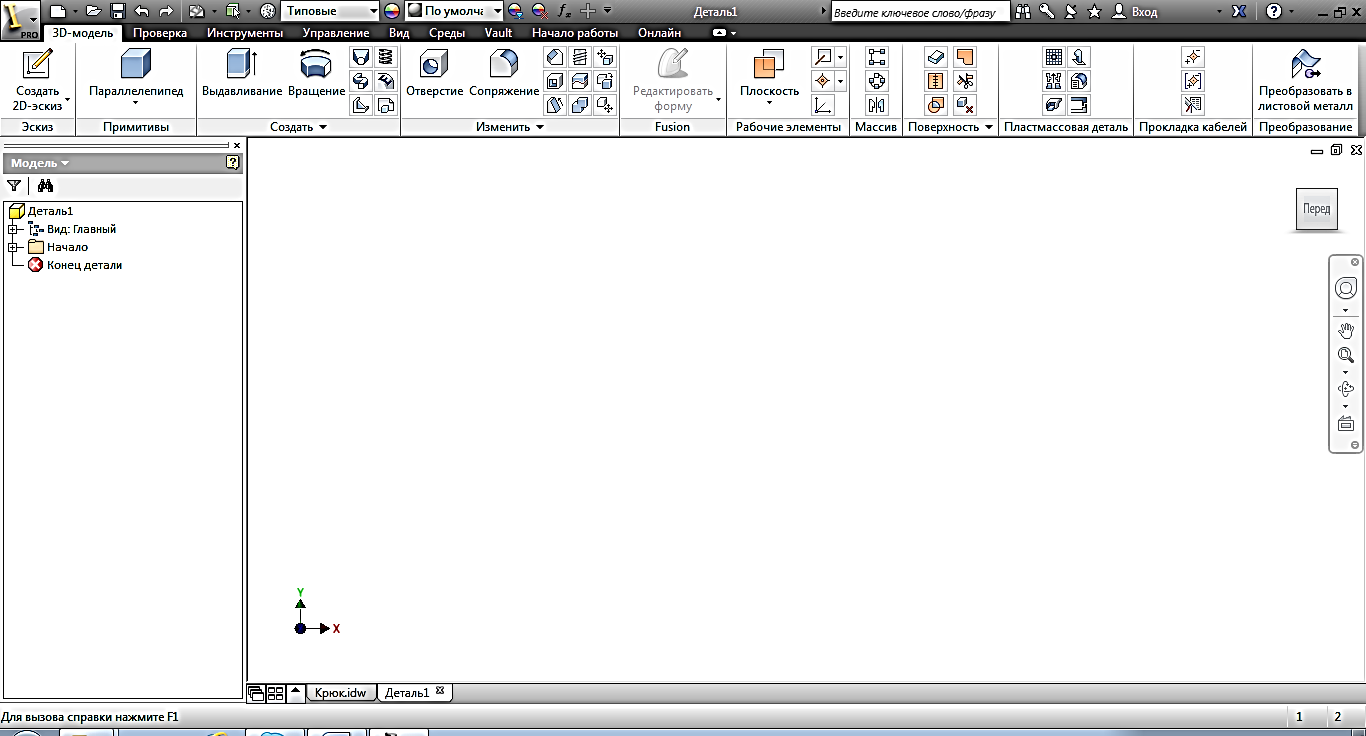 PRO
Типовые
По умолча
fx
Деталь1
Введите ключевое слово/фразу
Вход
3D-модель Проверка Инструменты Управление Вид Среды Vault Начало работы Онлайн
Создать
2D-эскиз
Параллелепипед
Выдавливание
Вращение
Отверстие
Сопряжение
Редактировать
форму
Плоскость
Преобразовать в
листовой металл
Эскиз Примитивы Создать Изменить Fusion Рабочие элементы Массив Поверхность Пластмассовая деталь Прокладка кабелей Преобразование
Модель
Деталь1
Вид: Главный
Начало
Конец детали
Перед
Y
X
Крюк.idw
Деталь1
Для вызова справки нажмите F1
1 2